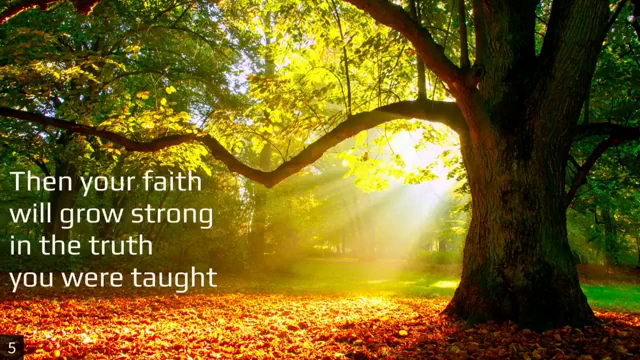 Then your faith
will grow strong
in the truth
you were taught
5